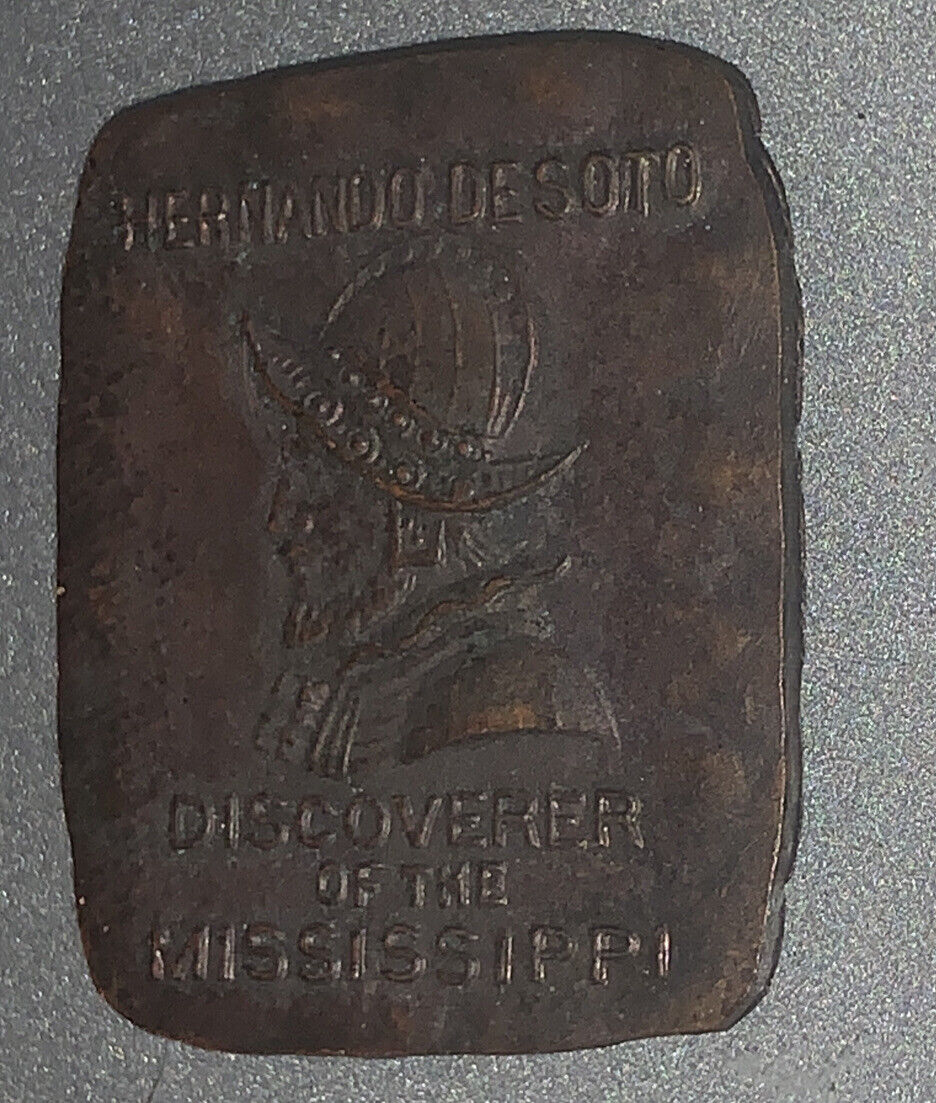 HERNANDO DE SOTO
DISCOVERER
OF THE
MISSISSIPPI